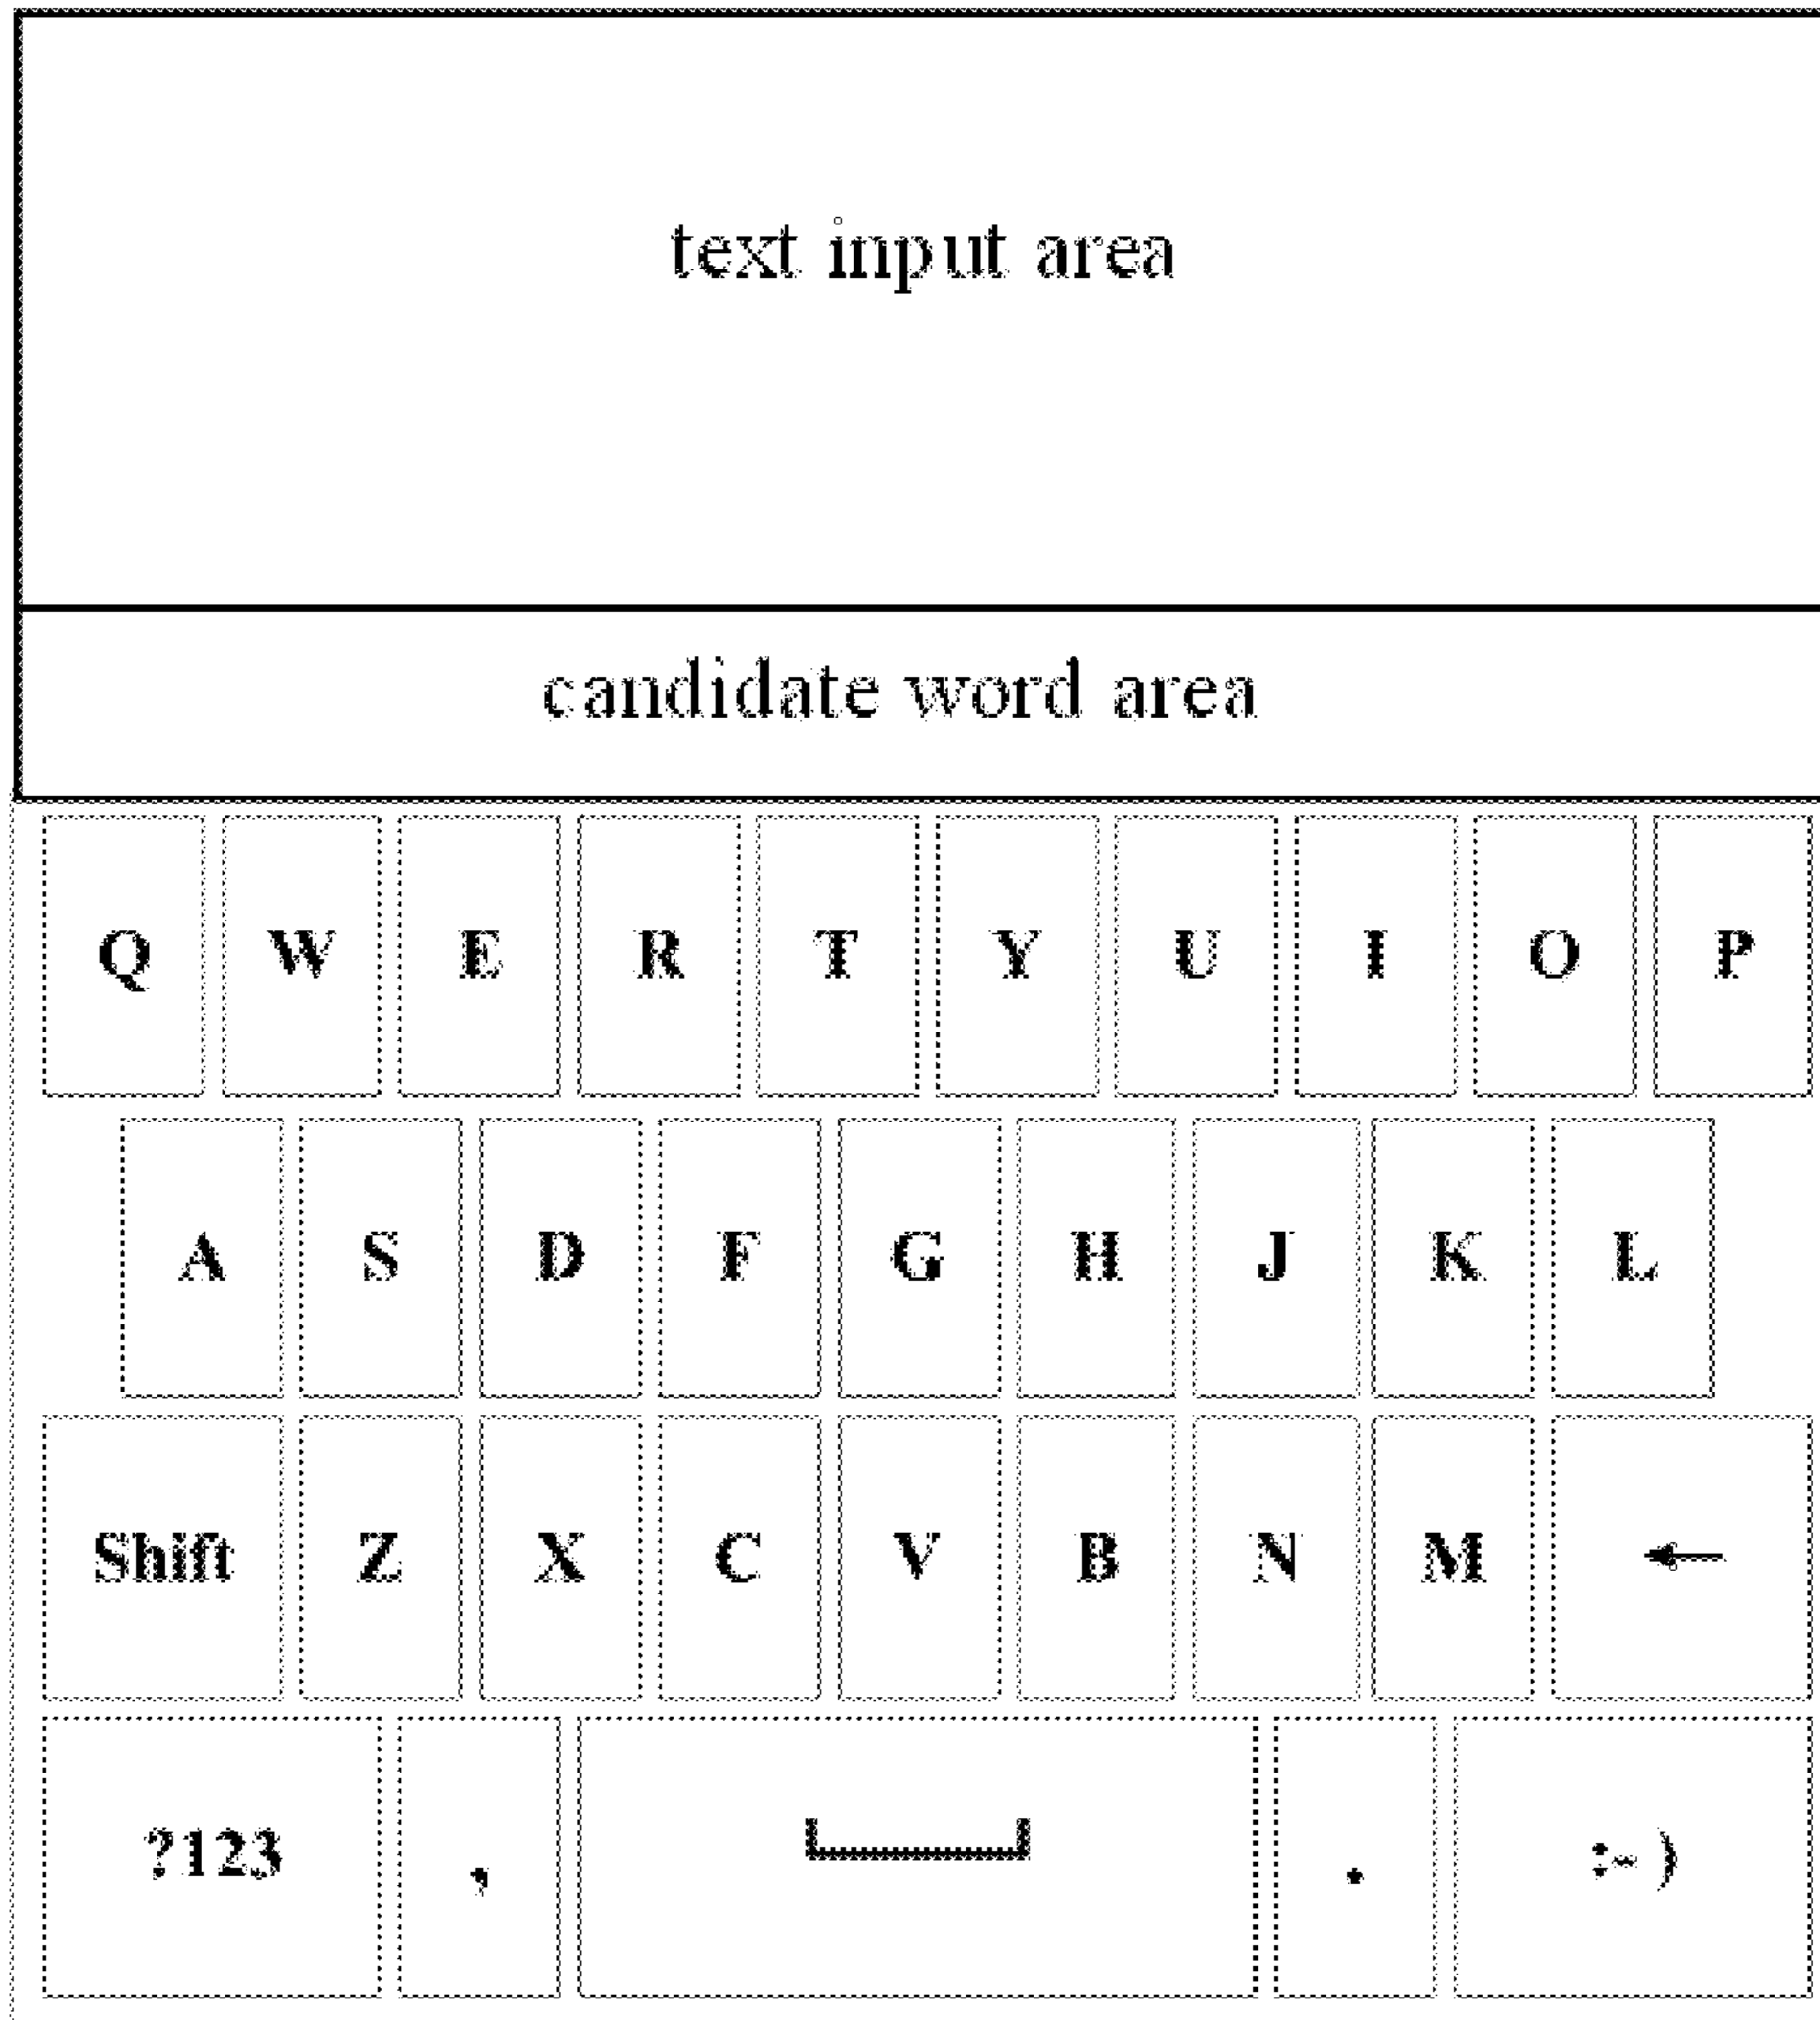 text input area
candidate word area
Q W E R T Y U I O P
A S D F G H J K L
Shift Z X C V B N M ←
?123 , . :- )